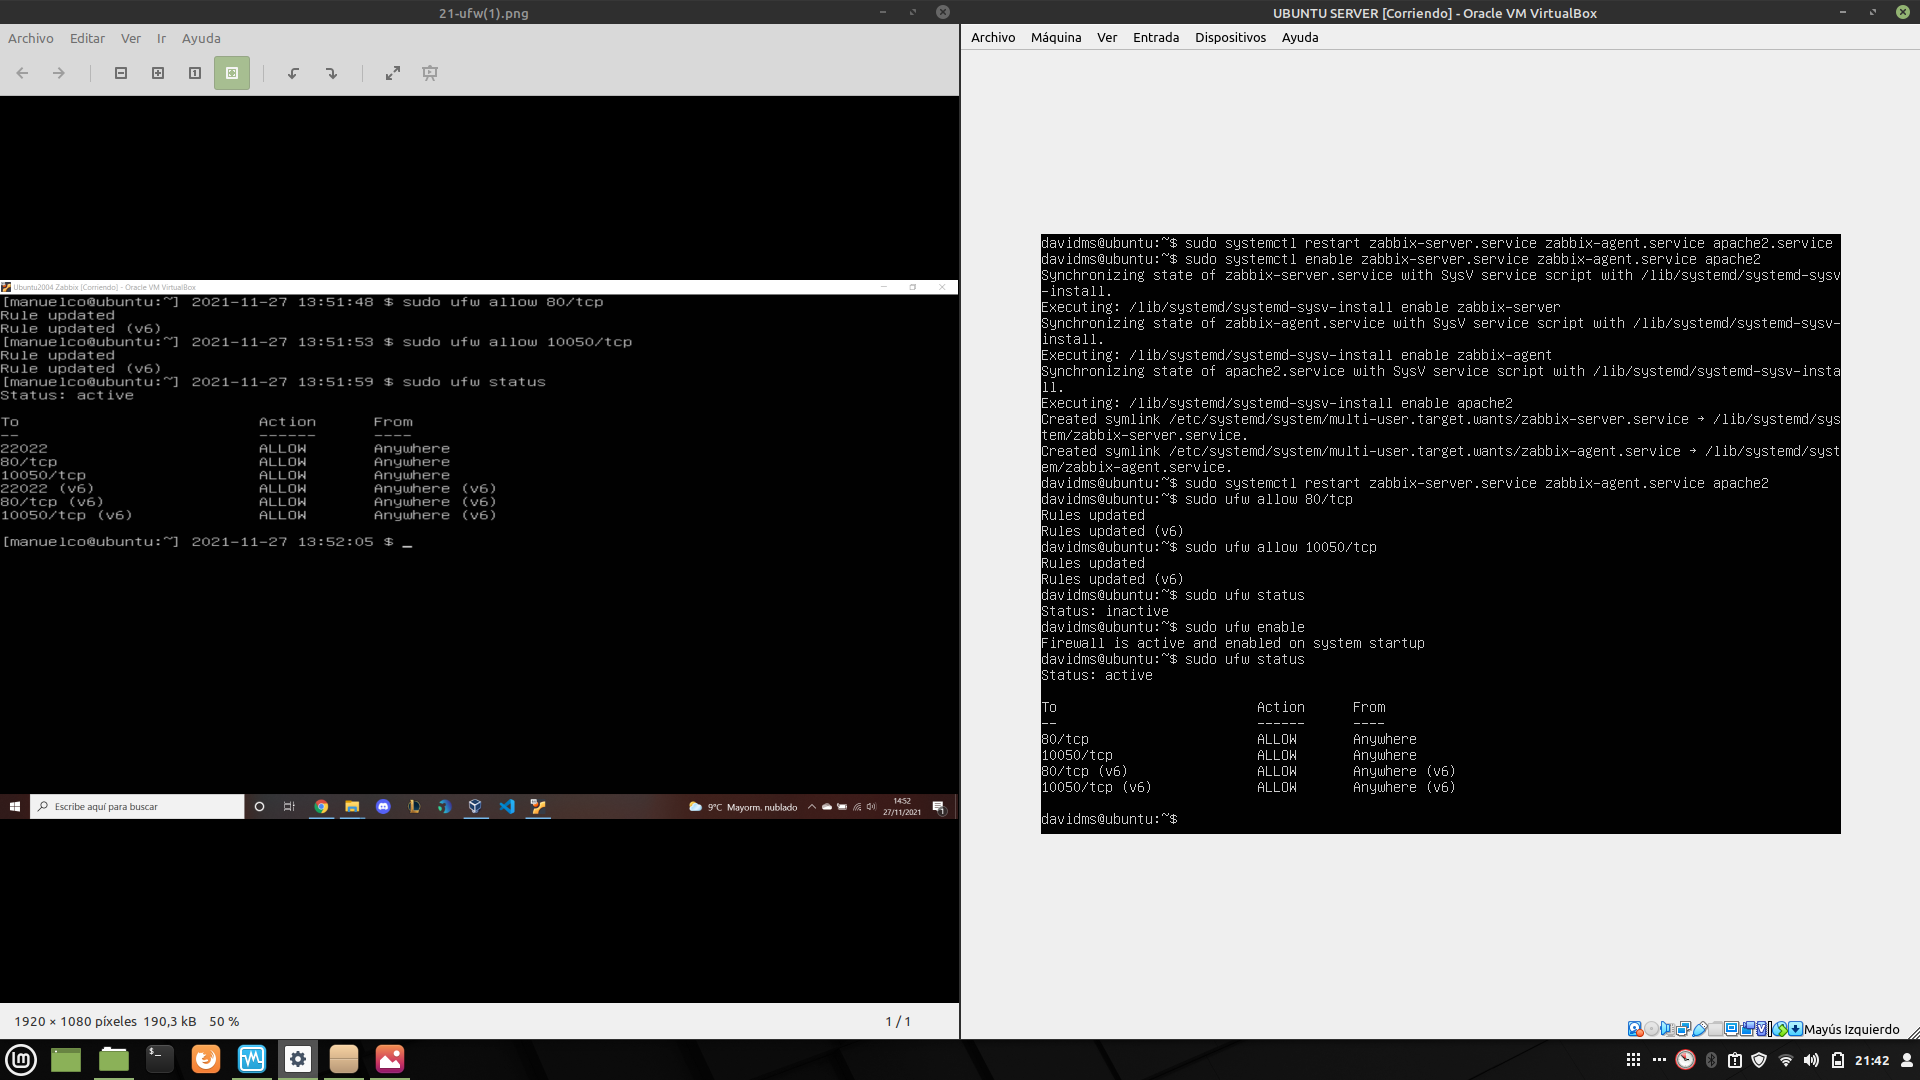 21-ufw(1).png
Archivo Editar Ver Ir Ayuda
Ubuntu2004 Zabbix [Corriendo] - Oracle VM VirtualBox
[manuelco@ubuntu:~] 2021-11-27 13:51:48 $ sudo ufw allow 80/tcp
Rule updated
Rule updated (v6)
[manuelco@ubuntu:~] 2021-11-27 13:51:53 $ sudo ufw allow 10050/tcp
Rule updated
Rule updated (v6)
[manuelco@ubuntu:~] 2021-11-27 13:51:59 $ sudo ufw status
Status: active
To Action From
-- ------ ----
22022 ALLOW Anywhere
80/tcp ALLOW Anywhere
10050/tcp ALLOW Anywhere
22022 (v6) ALLOW Anywhere (v6)
80/tcp (v6) ALLOW Anywhere (v6)
10050/tcp (v6) ALLOW Anywhere (v6)
[manuelco@ubuntu:~] 2021-11-27 13:52:05 $ _
Escribe aquí para buscar
9°C Mayorm. nublado
14:52
27/11/2021
1920 × 1080 píxeles 190,3 kB 50 %
1 / 1
UBUNTU SERVER [Corriendo] - Oracle VM VirtualBox
Archivo Máquina Ver Entrada Dispositivos Ayuda
davidms@ubuntu:~$ sudo systemctl restart zabbix-server.service zabbix-agent.service apache2.service
davidms@ubuntu:~$ sudo systemctl enable zabbix-server.service zabbix-agent.service apache2
Synchronizing state of zabbix-server.service with SysV service script with /lib/systemd/systemd-sysv
-install.
Executing: /lib/systemd/systemd-sysv-install enable zabbix-server
Synchronizing state of zabbix-agent.service with SysV service script with /lib/systemd/systemd-sysv-
install.
Executing: /lib/systemd/systemd-sysv-install enable zabbix-agent
Synchronizing state of apache2.service with SysV service script with /lib/systemd/systemd-sysv-insta
ll.
Executing: /lib/systemd/systemd-sysv-install enable apache2
Created symlink /etc/systemd/system/multi-user.target.wants/zabbix-server.service → /lib/systemd/sys
tem/zabbix-server.service.
Created symlink /etc/systemd/system/multi-user.target.wants/zabbix-agent.service → /lib/systemd/syst
em/zabbix-agent.service.
davidms@ubuntu:~$ sudo systemctl restart zabbix-server.service zabbix-agent.service apache2
davidms@ubuntu:~$ sudo ufw allow 80/tcp
Rules updated
Rules updated (v6)
davidms@ubuntu:~$ sudo ufw allow 10050/tcp
Rules updated
Rules updated (v6)
davidms@ubuntu:~$ sudo ufw status
Status: inactive
davidms@ubuntu:~$ sudo ufw enable
Firewall is active and enabled on system startup
davidms@ubuntu:~$ sudo ufw status
Status: active
To Action From
-- ------ ----
80/tcp ALLOW Anywhere
10050/tcp ALLOW Anywhere
80/tcp (v6) ALLOW Anywhere (v6)
10050/tcp (v6) ALLOW Anywhere (v6)
davidms@ubuntu:~$
Mayús Izquierdo
21:42